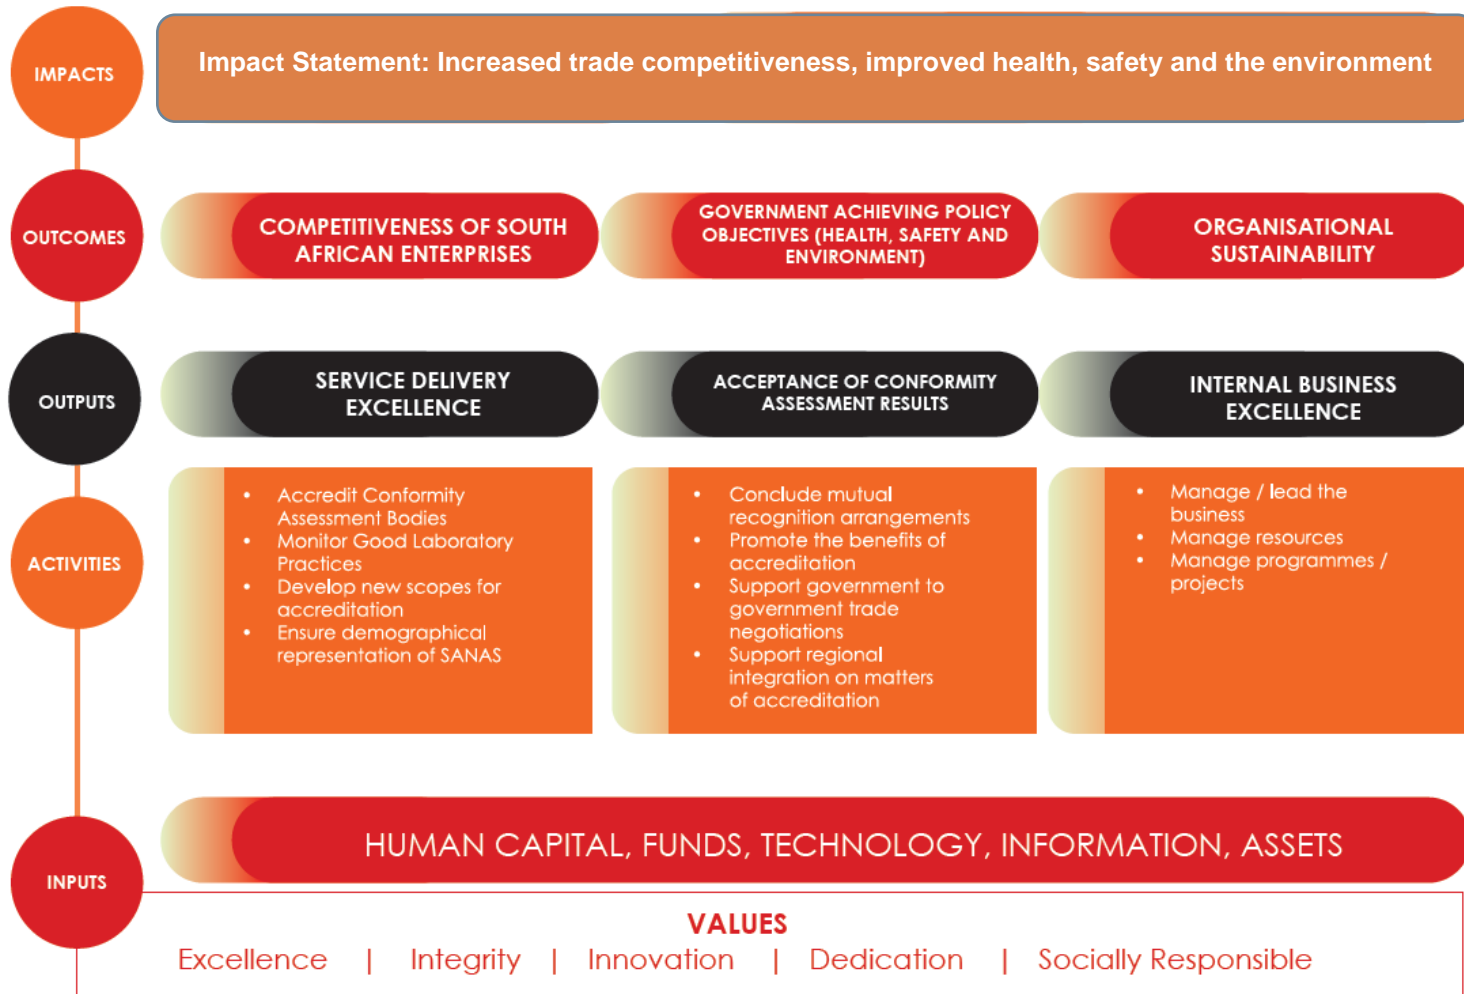 IMPACTS
Impact Statement: Increased trade competitiveness, improved health, safety and the environment
OUTCOMES
COMPETITIVENESS OF SOUTH
AFRICAN ENTERPRISES
GOVERNMENT ACHIEVING POLICY
OBJECTIVES (HEALTH, SAFETY AND
ENVIRONMENT)
ORGANISATIONAL
SUSTAINABILITY
OUTPUTS
SERVICE DELIVERY
EXCELLENCE
ACCEPTANCE OF CONFORMITY
ASSESSMENT RESULTS
INTERNAL BUSINESS
EXCELLENCE
ACTIVITIES
• Accredit Conformity
Assessment Bodies
• Monitor Good Laboratory
Practices
• Develop new scopes for
accreditation
• Ensure demographical
representation of SANAS
• Conclude mutual
recognition arrangements
• Promote the benefits of
accreditation
• Support government to
government trade
negotiations
• Support regional
integration on matters
of accreditation
• Manage / lead the
business
• Manage resources
• Manage programmes /
projects
INPUTS
HUMAN CAPITAL, FUNDS, TECHNOLOGY, INFORMATION, ASSETS
VALUES
Excellence | Integrity | Innovation | Dedication | Socially Responsible